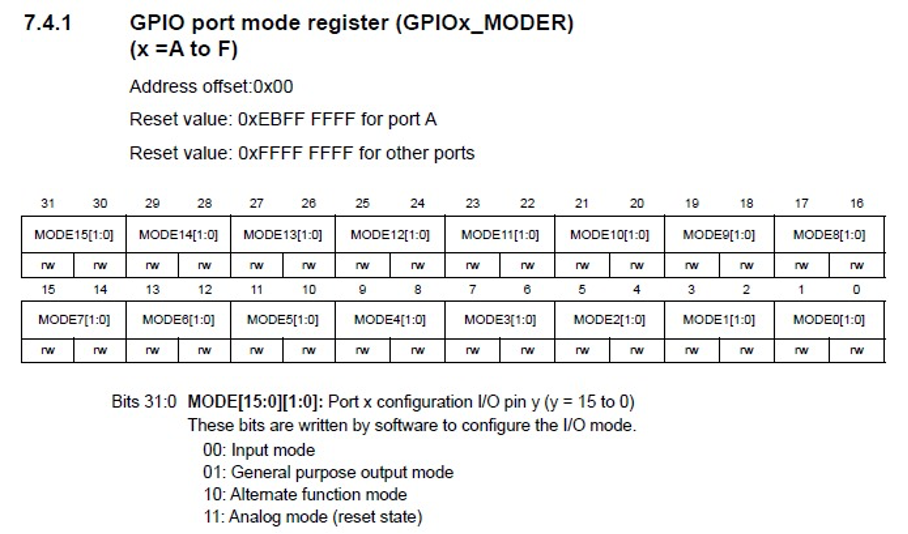 7.4.1 GPIO port mode register (GPIOx_MODER)
(x =A to F)
Address offset:0x00
Reset value: 0xEBFF FFFF for port A
Reset value: 0xFFFF FFFF for other ports
31 30 29 28 27 26 25 24 23 22 21 20 19 18 17 16
MODE15[1:0] MODE14[1:0] MODE13[1:0] MODE12[1:0] MODE11[1:0] MODE10[1:0] MODE9[1:0] MODE8[1:0]
rw rw rw rw rw rw rw rw rw rw rw rw rw rw rw rw
15 14 13 12 11 10 9 8 7 6 5 4 3 2 1 0
MODE7[1:0] MODE6[1:0] MODE5[1:0] MODE4[1:0] MODE3[1:0] MODE2[1:0] MODE1[1:0] MODE0[1:0]
rw rw rw rw rw rw rw rw rw rw rw rw rw rw rw rw
Bits 31:0 MODE[15:0][1:0]: Port x configuration I/O pin y (y = 15 to 0)
These bits are written by software to configure the I/O mode.
00: Input mode
01: General purpose output mode
10: Alternate function mode
11: Analog mode (reset state)